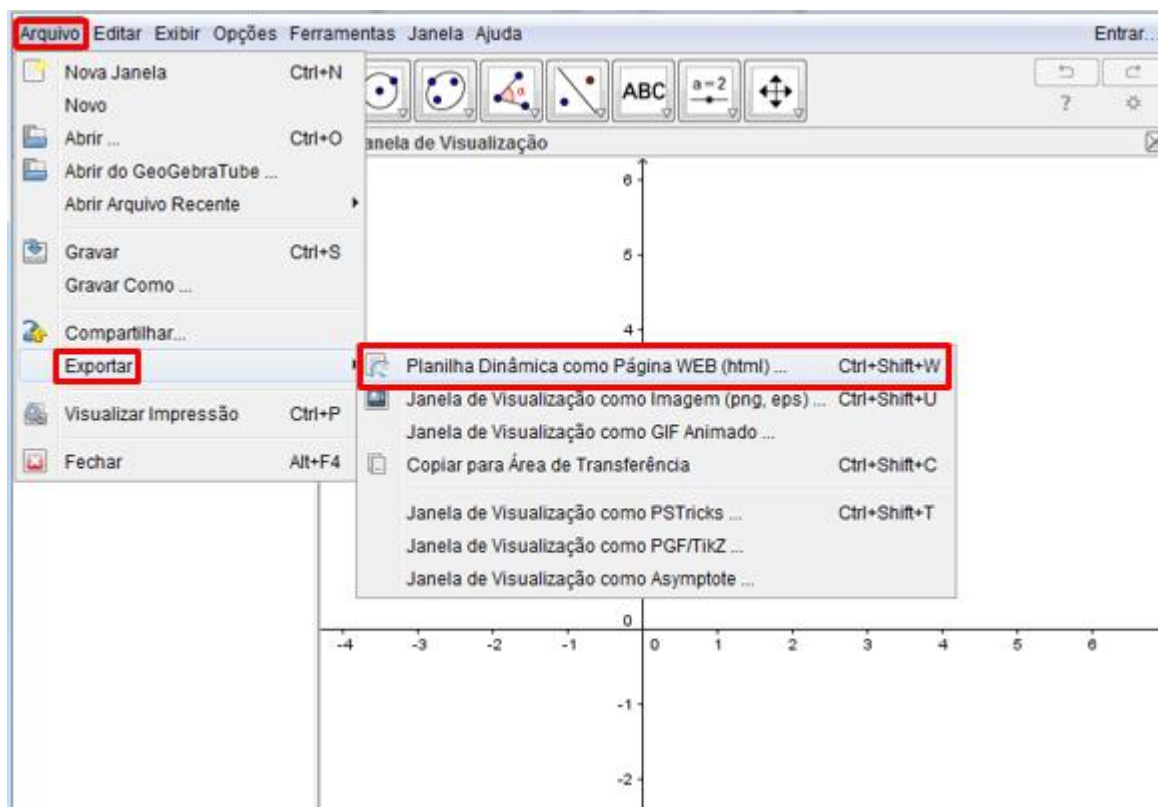 Arquivo Editar Exibir Opções Ferramentas Janela Ajuda Entrar...
Nova Janela Ctrl+N
Novo
Abrir ... Ctrl+O
Abrir do GeoGebraTube ...
Abrir Arquivo Recente
Gravar Ctrl+S
Gravar Como ...
Compartilhar...
Exportar
Visualizar Impressão Ctrl+P
Fechar Alt+F4
ABC
a=2
α
?
anela de Visualização
Planilha Dinâmica como Página WEB (html) ... Ctrl+Shift+W
Janela de Visualização como Imagem (png, eps) ... Ctrl+Shift+U
Janela de Visualização como GIF Animado ...
Copiar para Área de Transferência Ctrl+Shift+C
Janela de Visualização como PSTricks ... Ctrl+Shift+T
Janela de Visualização como PGF/TikZ ...
Janela de Visualização como Asymptote ...
6
5
4
0
-4 -3 -2 -1 0 1 2 3 4 5 6
-1
-2